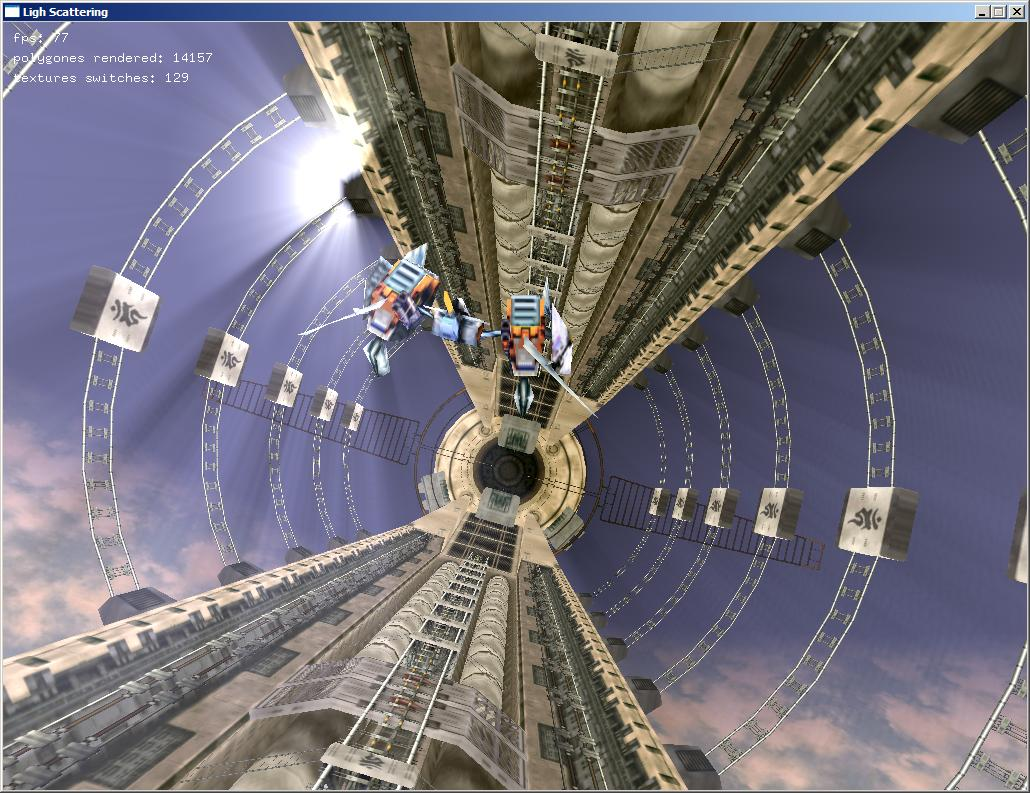 Ligh Scattering
fps: 77
polygones rendered: 14157
textures switches: 129